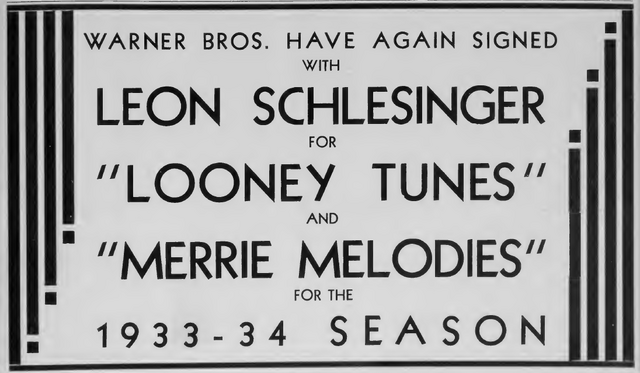 WARNER BROS. HAVE AGAIN SIGNED
WITH
LEON SCHLESINGER
FOR
"LOONEY TUNES"
AND
"MERRIE MELODIES"
FOR THE
1933-34 SEASON